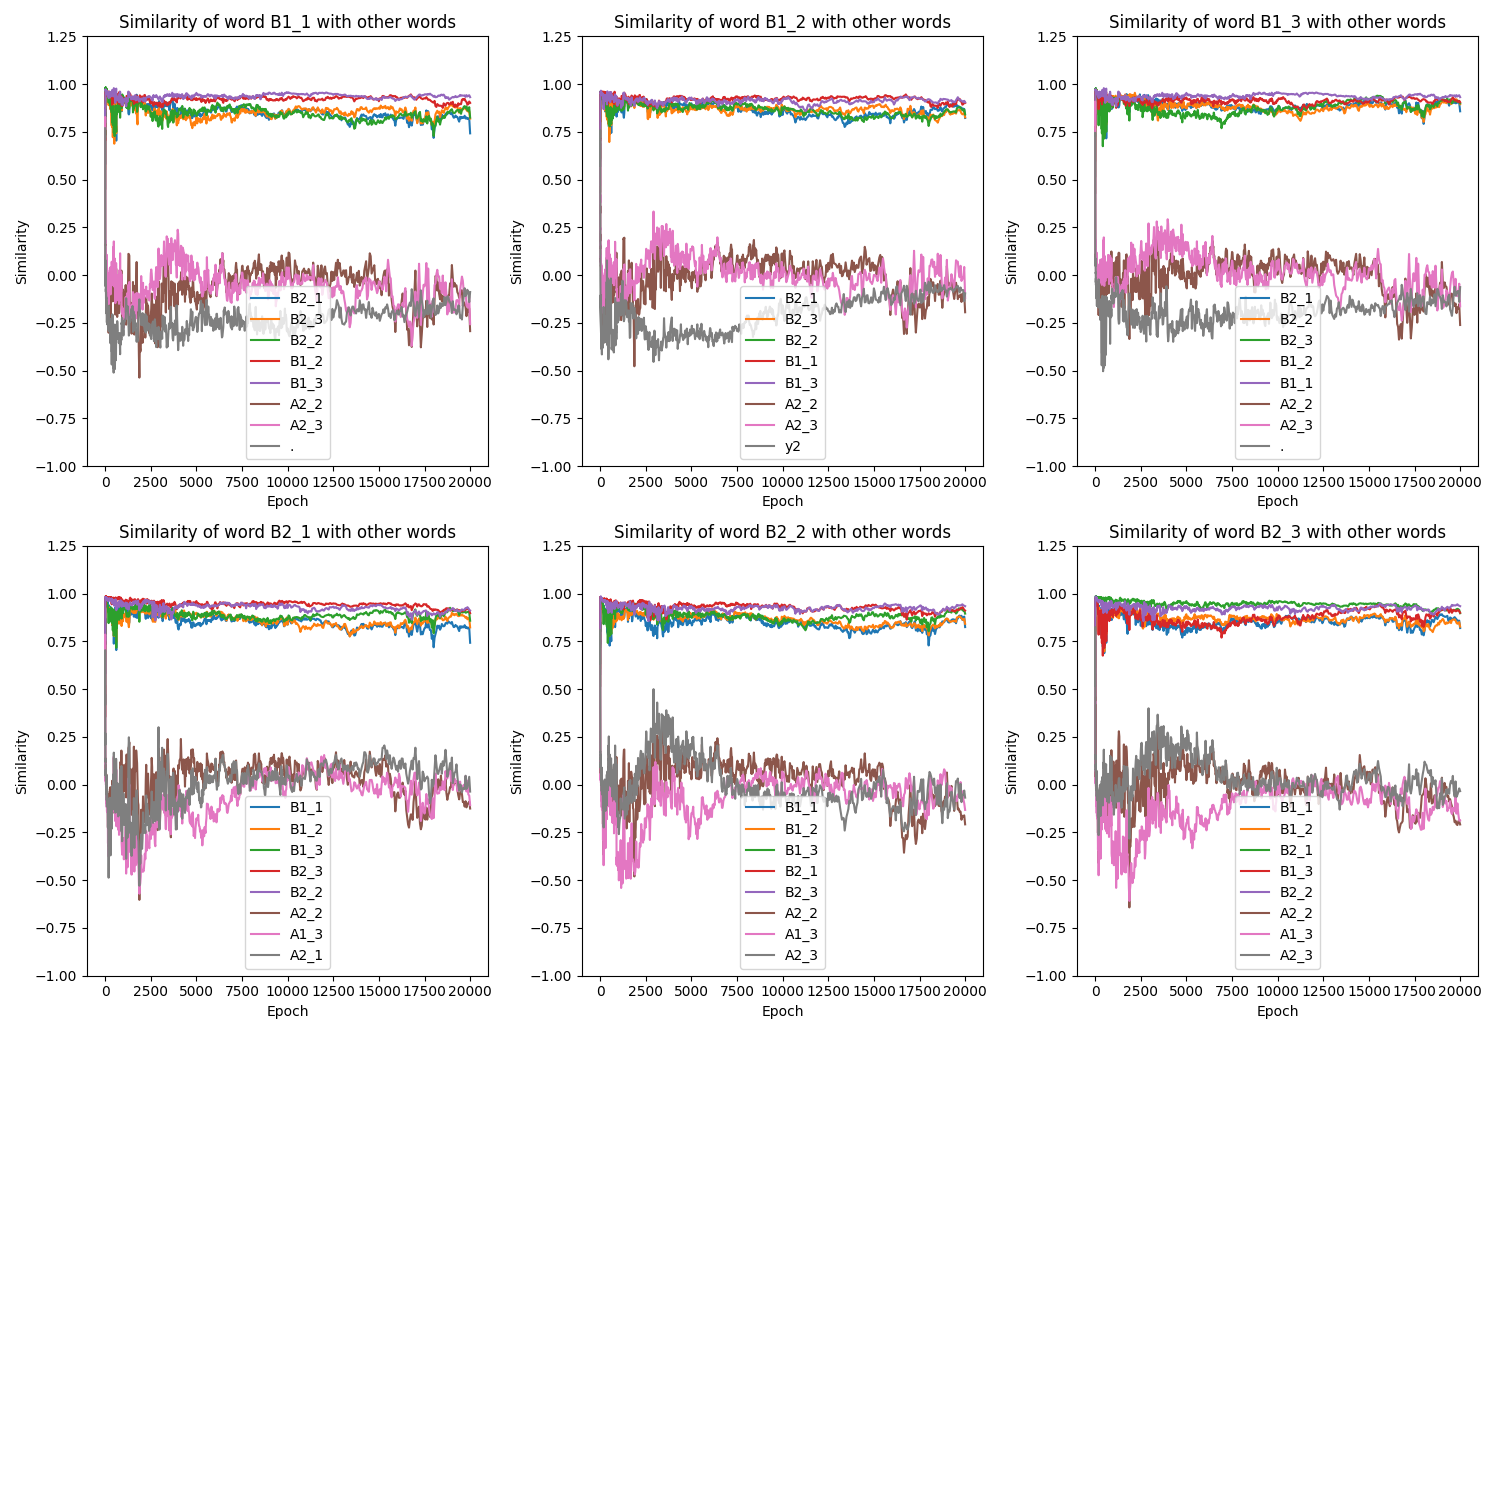 Similarity of word B1_1 with other words
1.25
1.00
0.75
0.50
0.25
0.00
−0.25
−0.50
−0.75
−1.00
Similarity
B2_1
B2_3
B2_2
B1_2
B1_3
A2_2
A2_3
.
0 2500 5000 7500 10000 12500 15000 17500 20000
Epoch
Similarity of word B1_2 with other words
1.25
1.00
0.75
0.50
0.25
0.00
−0.25
−0.50
−0.75
−1.00
Similarity
B2_1
B2_3
B2_2
B1_1
B1_3
A2_2
A2_3
y2
0 2500 5000 7500 10000 12500 15000 17500 20000
Epoch
Similarity of word B1_3 with other words
1.25
1.00
0.75
0.50
0.25
0.00
−0.25
−0.50
−0.75
−1.00
Similarity
B2_1
B2_2
B2_3
B1_2
B1_1
A2_2
A2_3
.
0 2500 5000 7500 10000 12500 15000 17500 20000
Epoch
Similarity of word B2_1 with other words
1.25
1.00
0.75
0.50
0.25
0.00
−0.25
−0.50
−0.75
−1.00
Similarity
B1_1
B1_2
B1_3
B2_3
B2_2
A2_2
A1_3
A2_1
0 2500 5000 7500 10000 12500 15000 17500 20000
Epoch
Similarity of word B2_2 with other words
1.25
1.00
0.75
0.50
0.25
0.00
−0.25
−0.50
−0.75
−1.00
Similarity
B1_1
B1_2
B1_3
B2_1
B2_3
A2_2
A1_3
A2_3
0 2500 5000 7500 10000 12500 15000 17500 20000
Epoch
Similarity of word B2_3 with other words
1.25
1.00
0.75
0.50
0.25
0.00
−0.25
−0.50
−0.75
−1.00
Similarity
B1_1
B1_2
B2_1
B1_3
B2_2
A2_2
A1_3
A2_3
0 2500 5000 7500 10000 12500 15000 17500 20000
Epoch